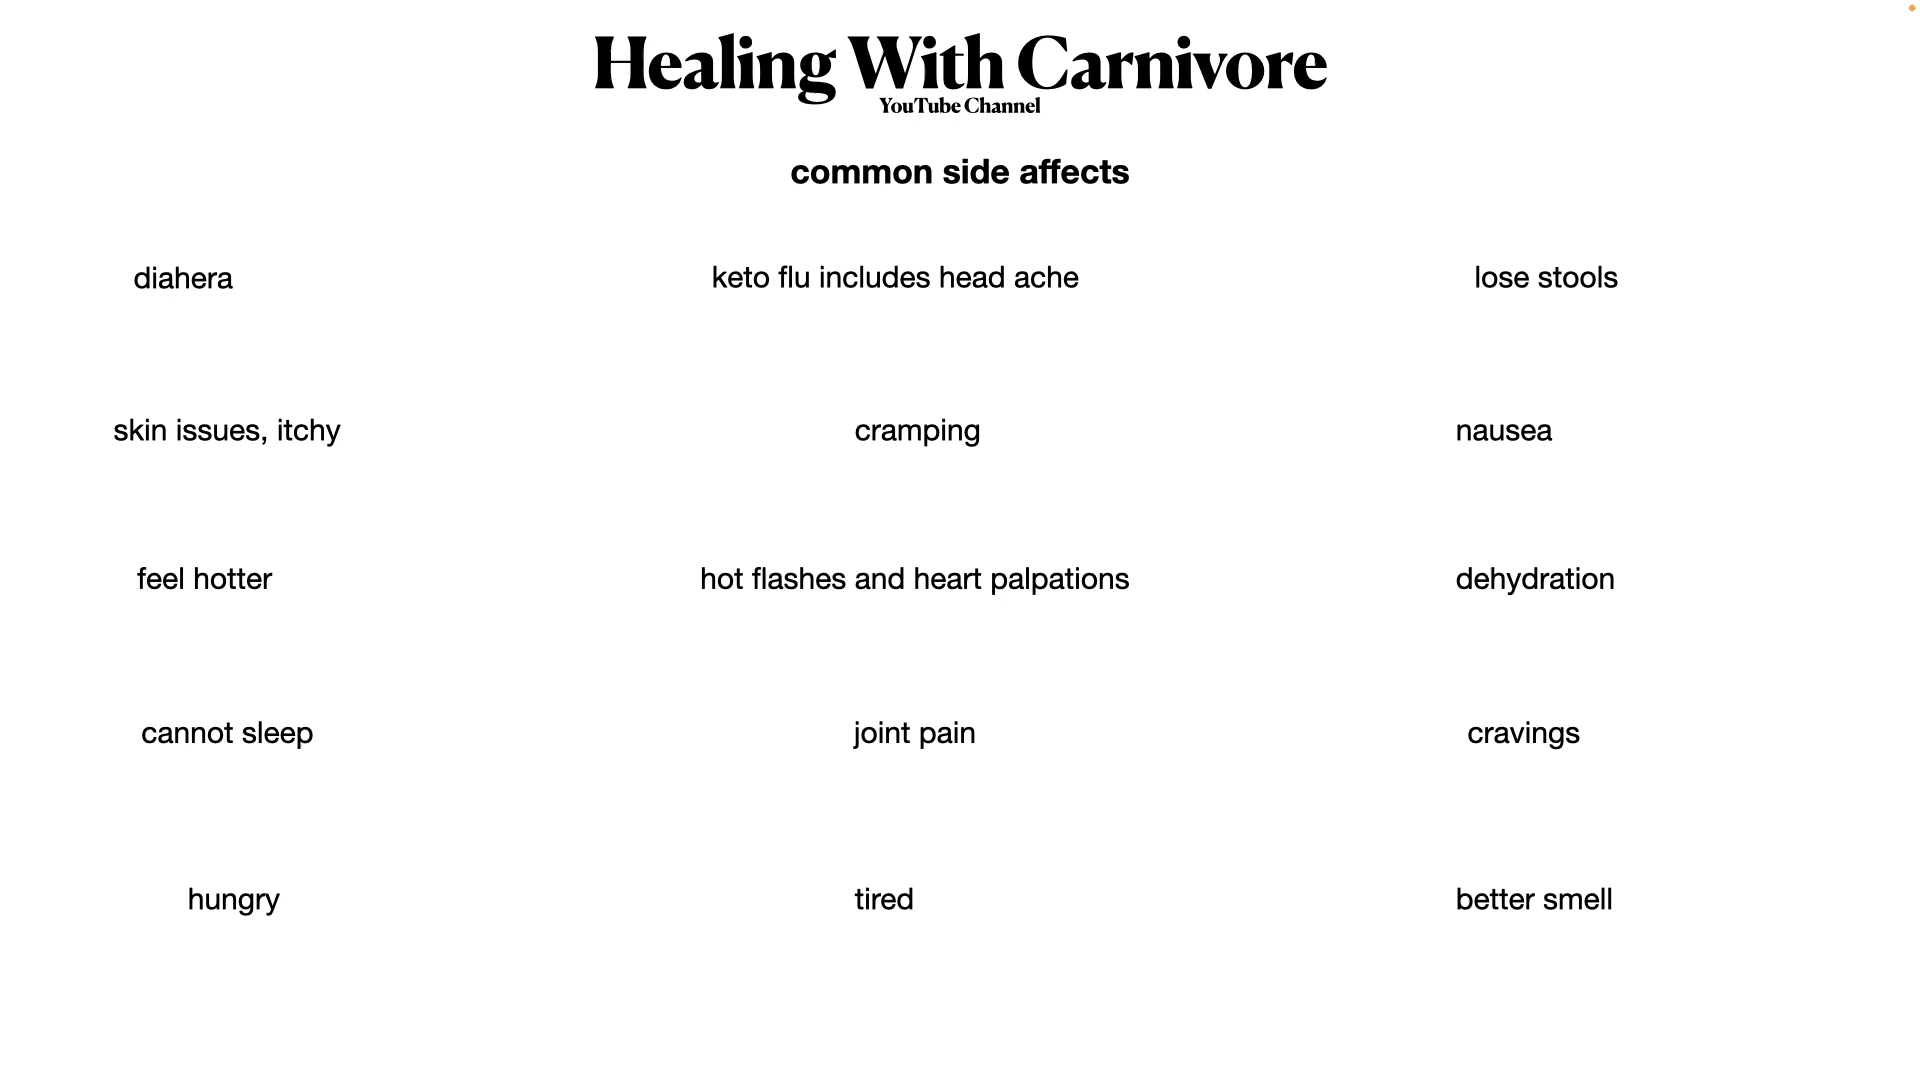 Healing With Carnivore
YouTube Channel
common side affects
diahera
keto flu includes head ache
lose stools
skin issues, itchy
cramping
nausea
feel hotter
hot flashes and heart palpations
dehydration
cannot sleep
joint pain
cravings
hungry
tired
better smell